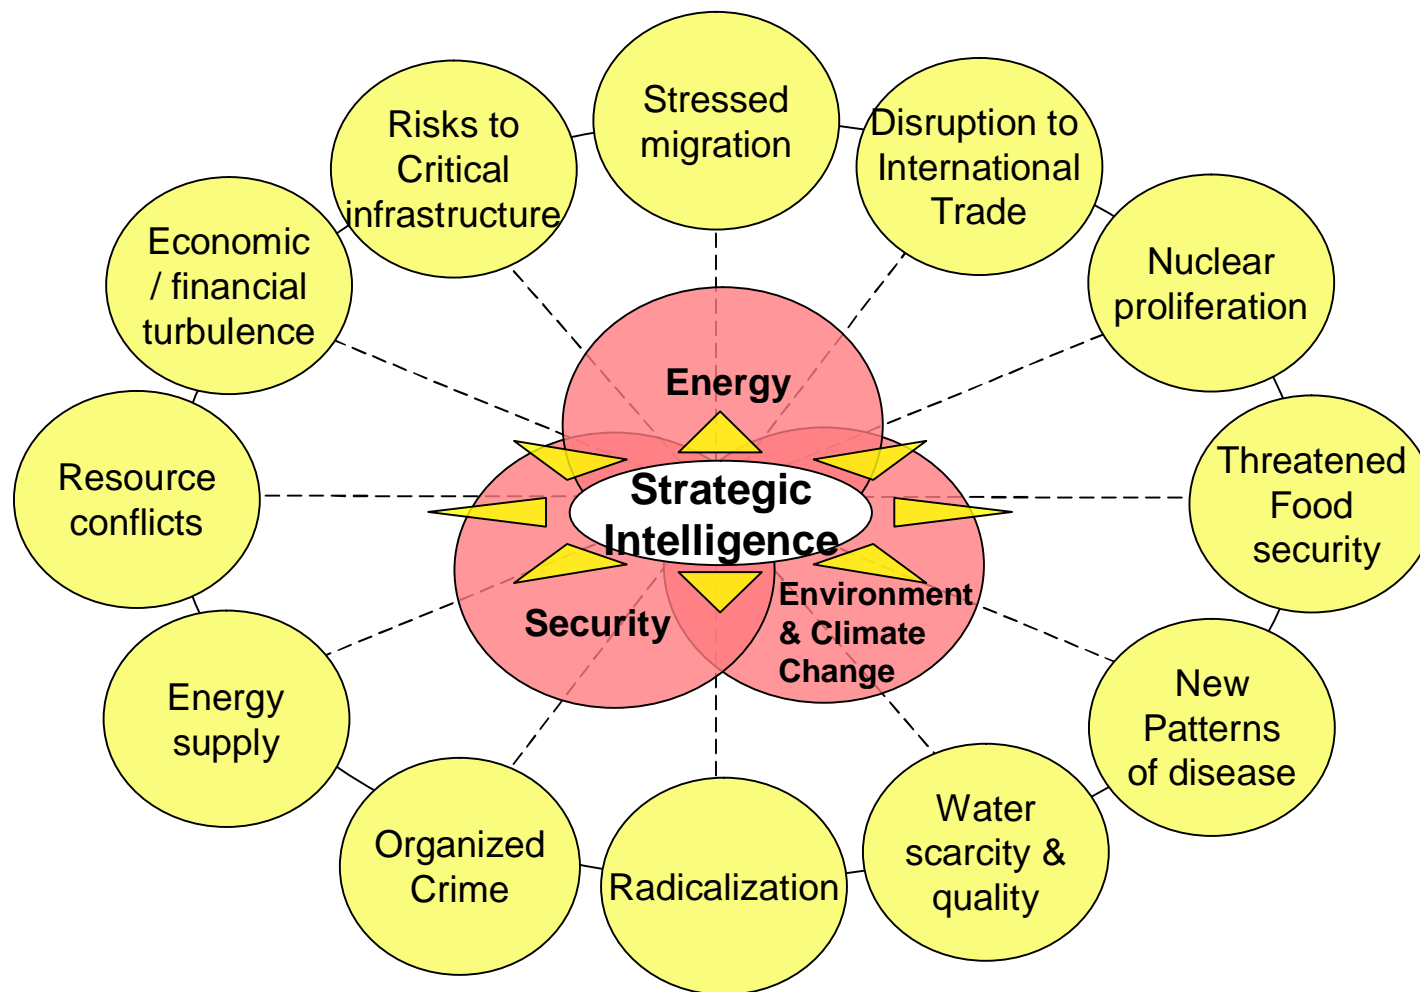 Stressed
migration
Disruption to
International
Trade
Nuclear
proliferation
Threatened
Food
security
New
Patterns
of disease
Water
scarcity &
quality
Radicalization
Organized
Crime
Energy
supply
Resource
conflicts
Economic
/ financial
turbulence
Risks to
Critical
infrastructure
Energy
Strategic
Intelligence
Security
Environment
& Climate
Change